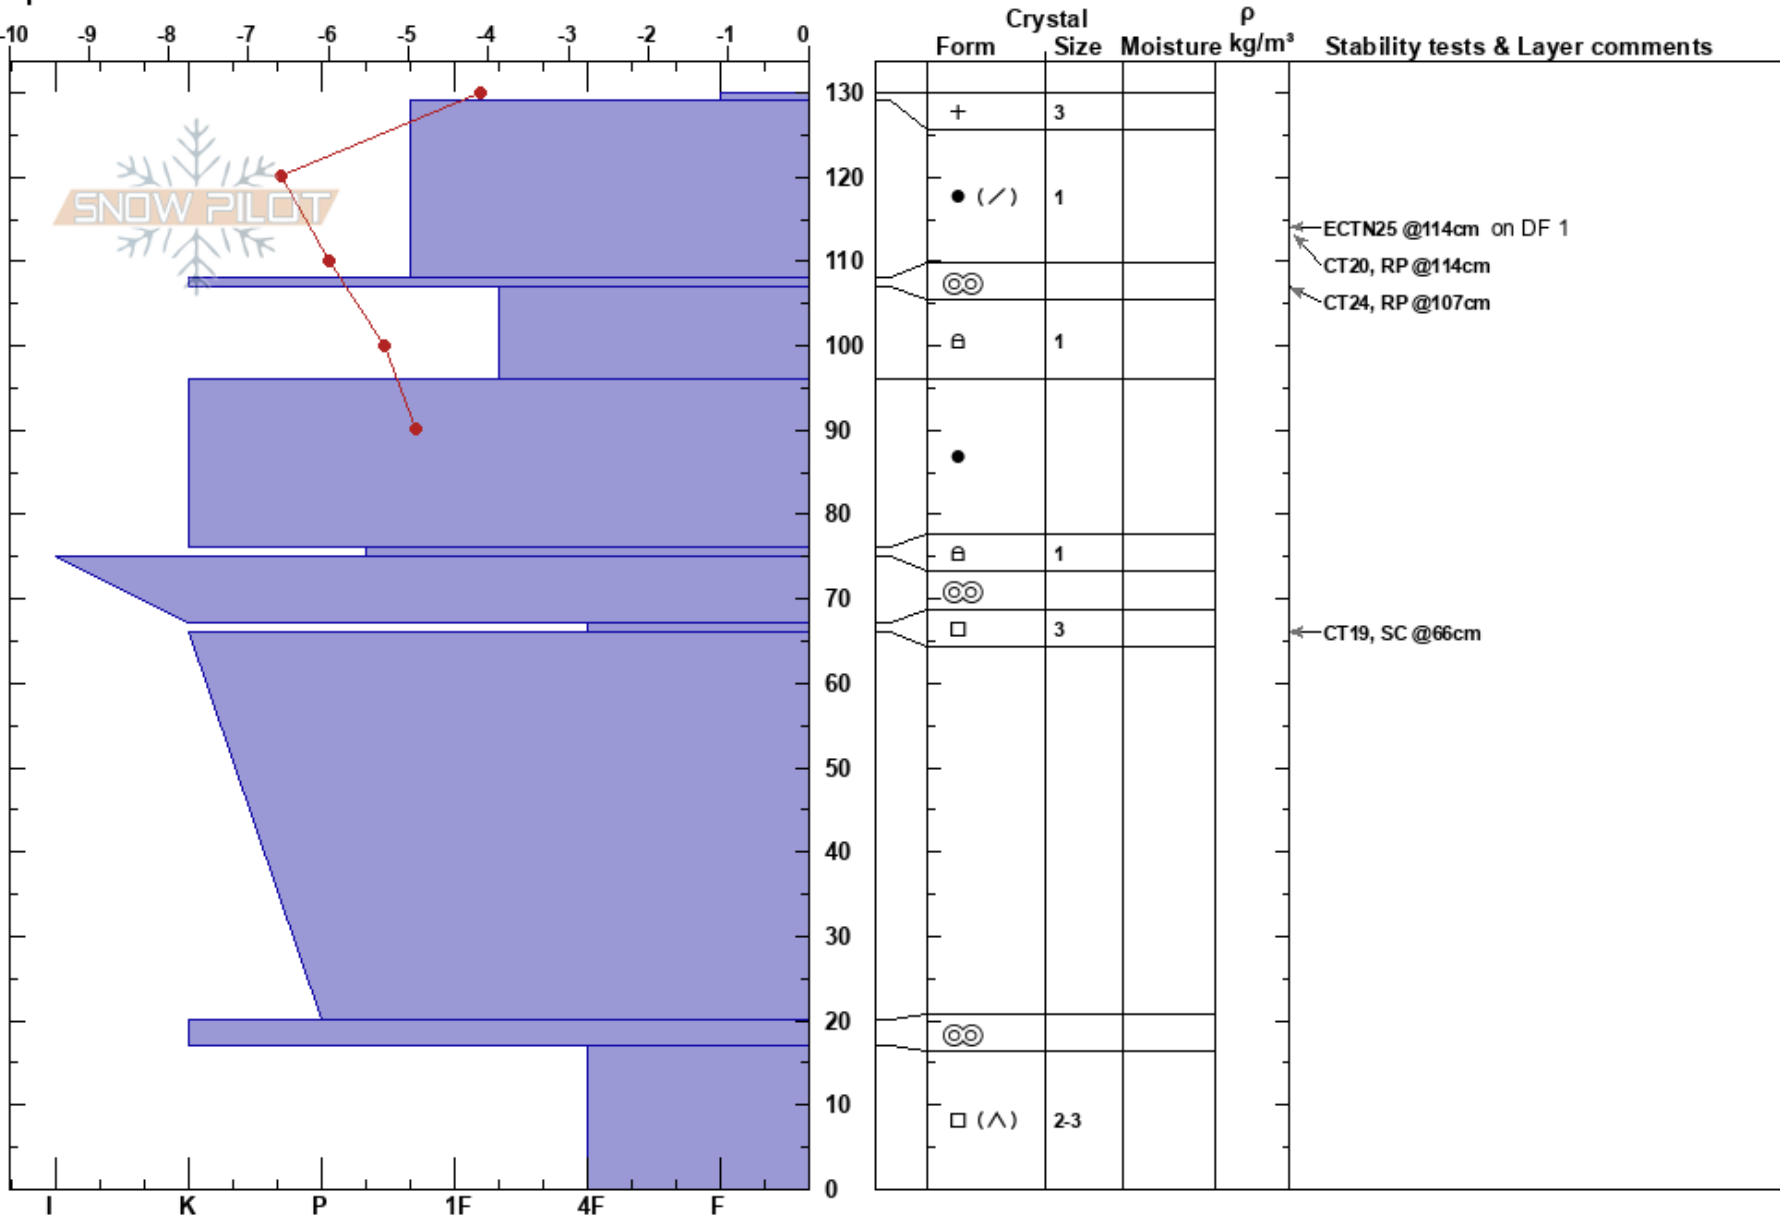 Crystal ρ
Form Size Moisture kg/m³ Stability tests & Layer comments
-10 -9 -8 -7 -6 -5 -4 -3 -2 -1 0
130
+ 3
120
SNOW PILOT
● (/) 1
ECTN25 @114cm on DF 1
110
CT20, RP @114cm
CT24, RP @107cm
100
1
90
80
1
70
3
CT19, SC @66cm
60
50
40
30
20
10
(∧) 2-3
0
I K P 1F 4F F